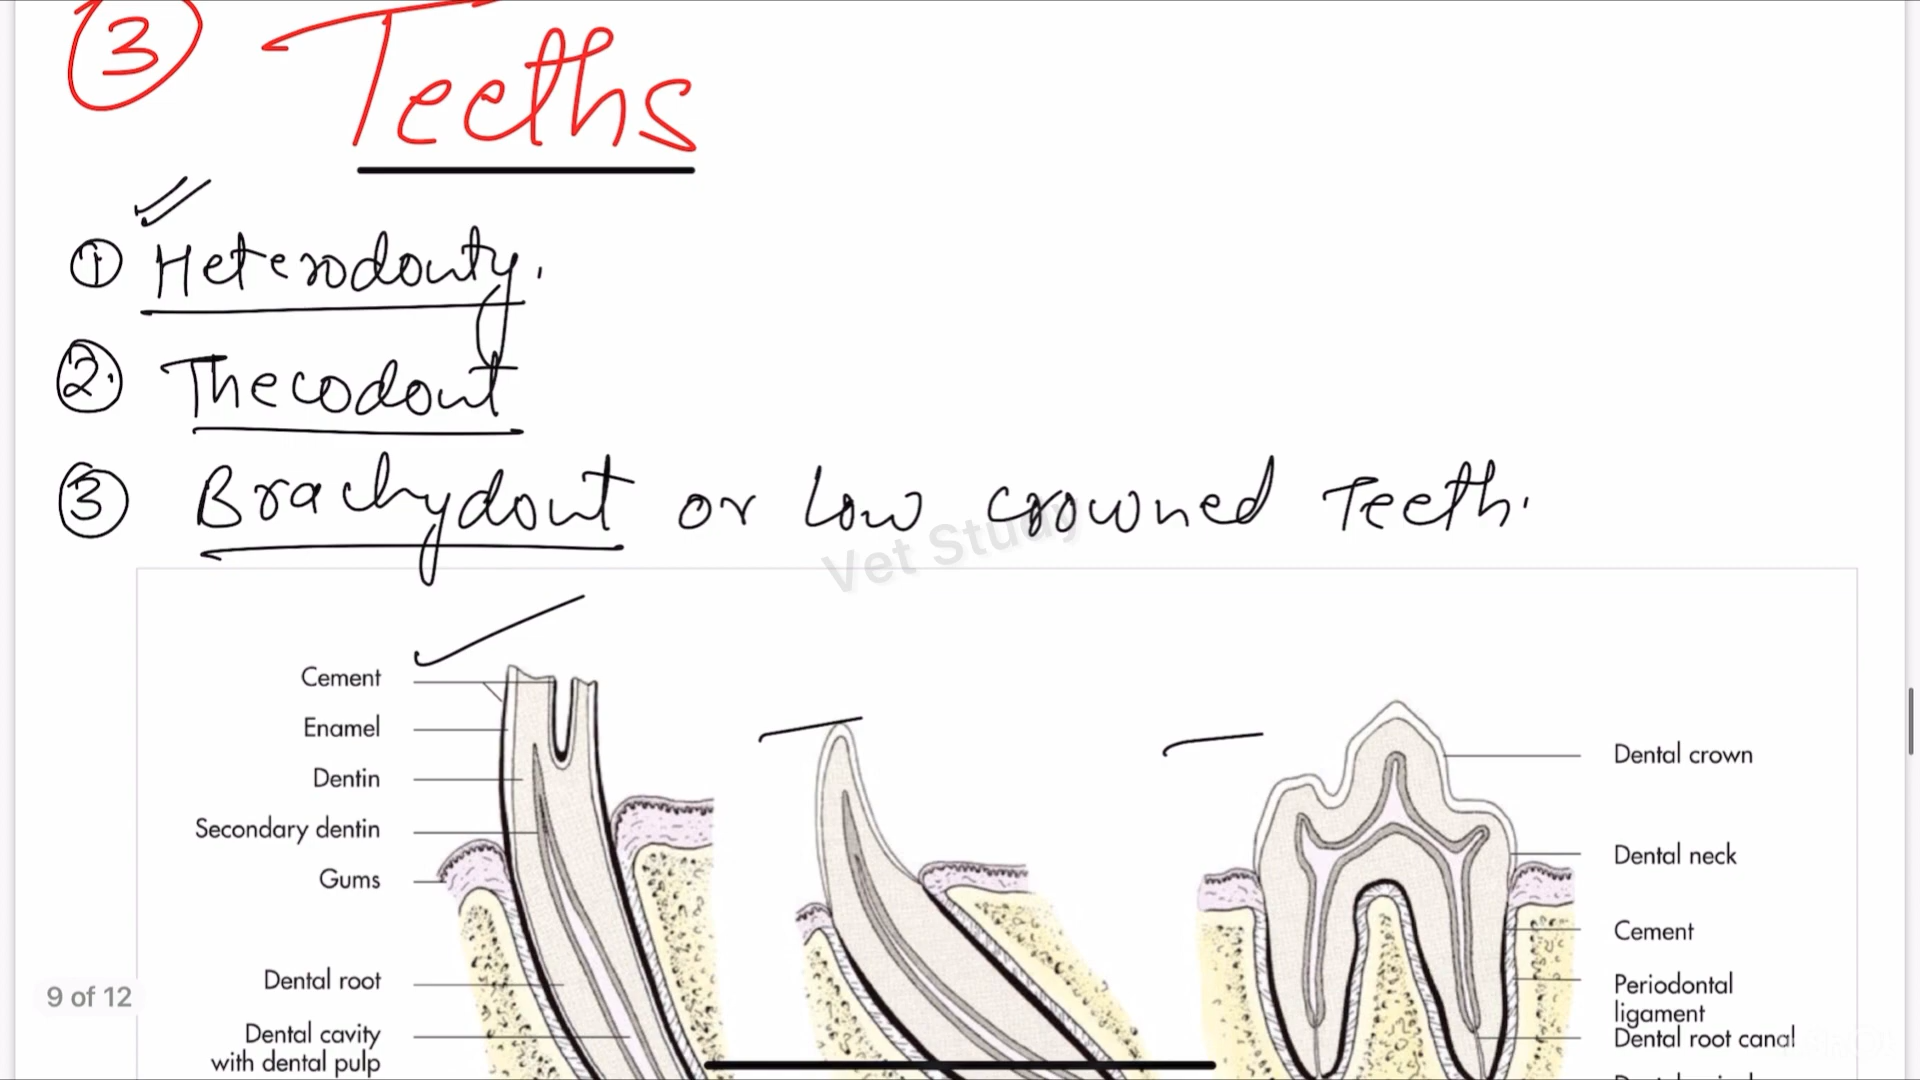 3 Teeths
1 Heterodonty.
2. Thecodont
3 Brachydont or Low crowned Teeth.
Vet Study
Cement
Enamel
Dentin
Secondary dentin
Gums
Dental root
Dental cavity
with dental pulp
Dental crown
Dental neck
Cement
Periodontal
ligament
Dental root canal
9 of 12